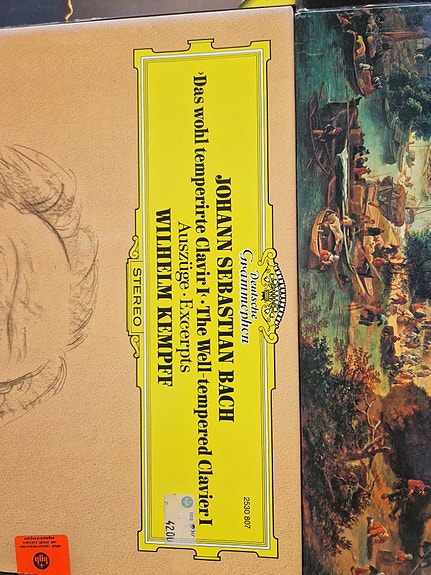 Deutsche
Grammophon
JOHANN SEBASTIAN BACH
›Das wohl temperirte Clavir I‹ · The Well-tempered Clavier I
Auszüge · Excerpts
WILHELM KEMPFF
STEREO
2530 807